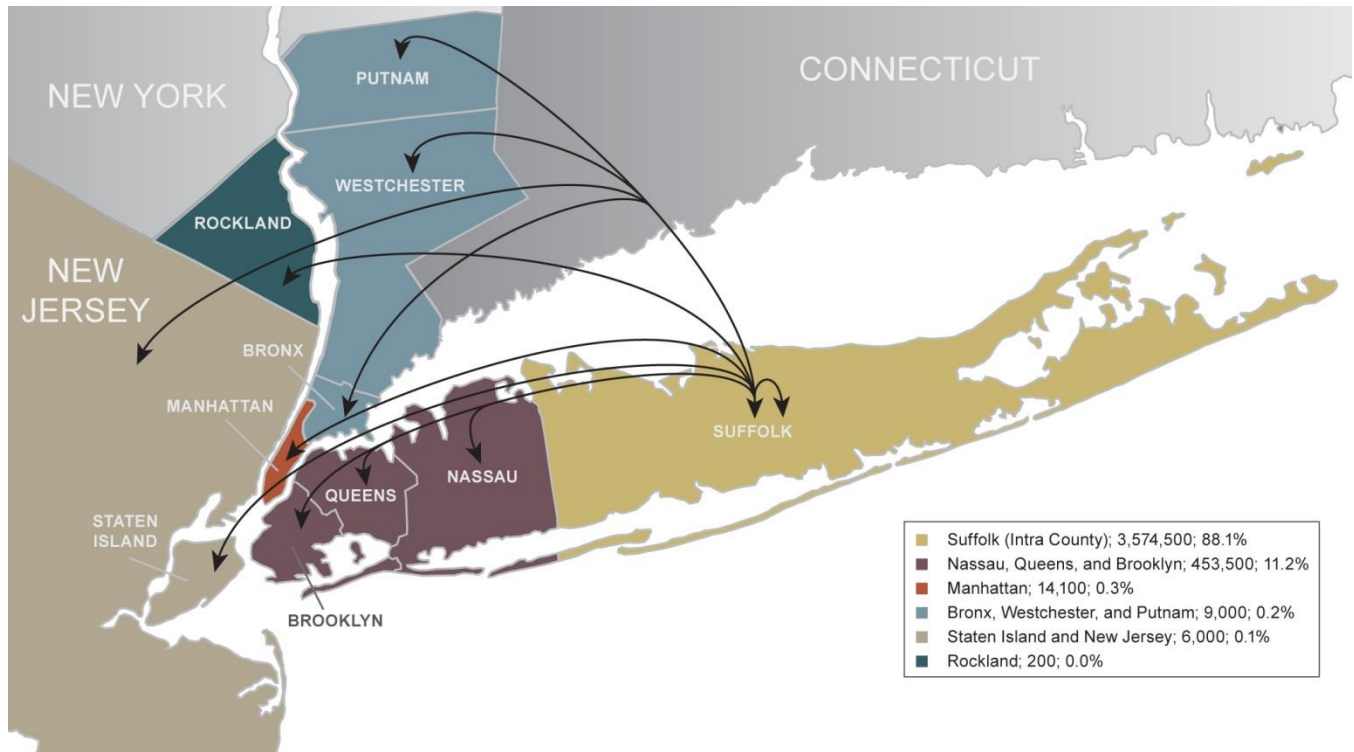 CONNECTICUT
NEW YORK
PUTNAM
WESTCHESTER
ROCKLAND
NEW
JERSEY
BRONX
MANHATTAN
SUFFOLK
NASSAU
QUEENS
STATEN
ISLAND
BROOKLYN
Suffolk (Intra County); 3,574,500; 88.1%
Nassau, Queens, and Brooklyn; 453,500; 11.2%
Manhattan; 14,100; 0.3%
Bronx, Westchester, and Putnam; 9,000; 0.2%
Staten Island and New Jersey; 6,000; 0.1%
Rockland; 200; 0.0%